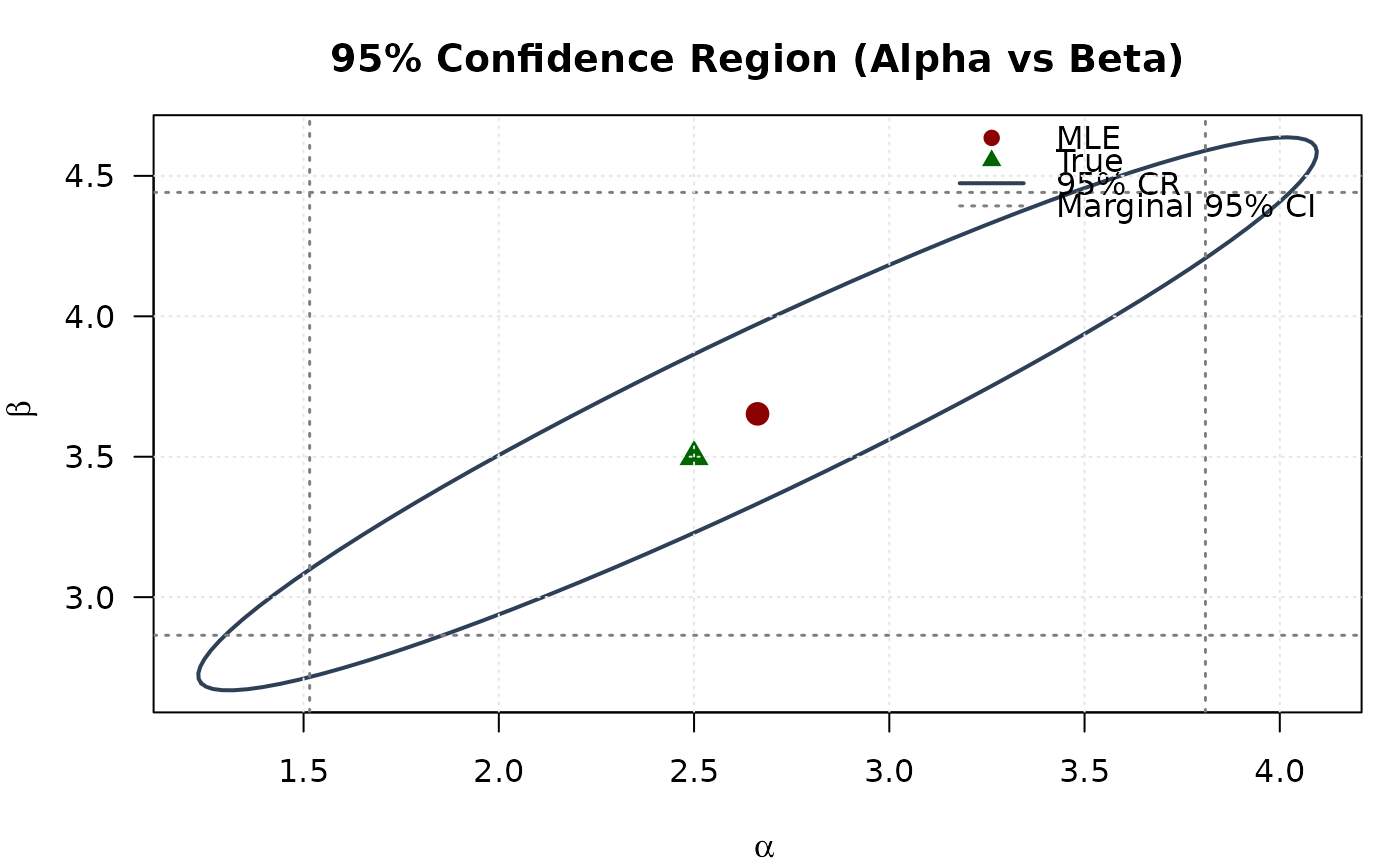 95% Confidence Region (Alpha vs Beta)
MLE
True
95% CR
Marginal 95% CI
4.5
4.0
3.5
3.0
β
1.5 2.0 2.5 3.0 3.5 4.0
α